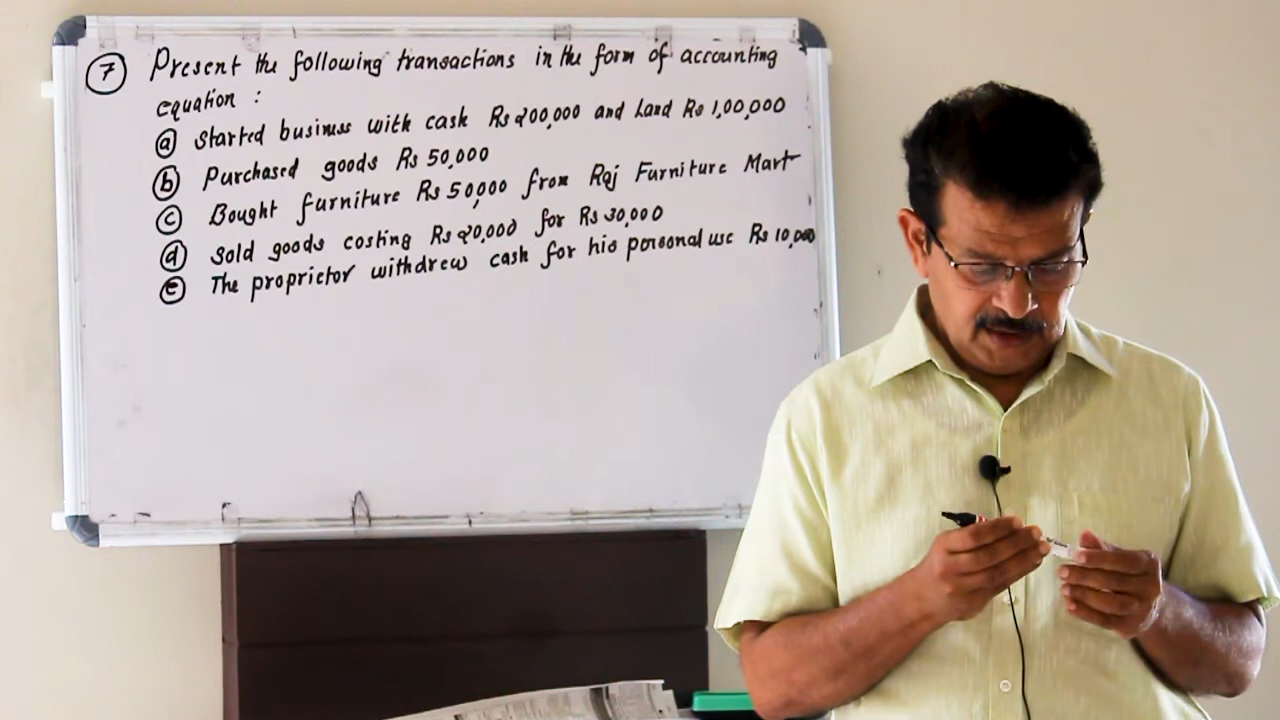 7 Present the following transactions in the form of accounting
equation :
a Started business with cash Rs 200,000 and Land Rs 1,00,000
b Purchased goods Rs 50,000
c Bought furniture Rs 50,000 from Raj Furniture Mart
d Sold goods costing Rs 20,000 for Rs 30,000
e The proprietor withdrew cash for his personal use Rs 10,000